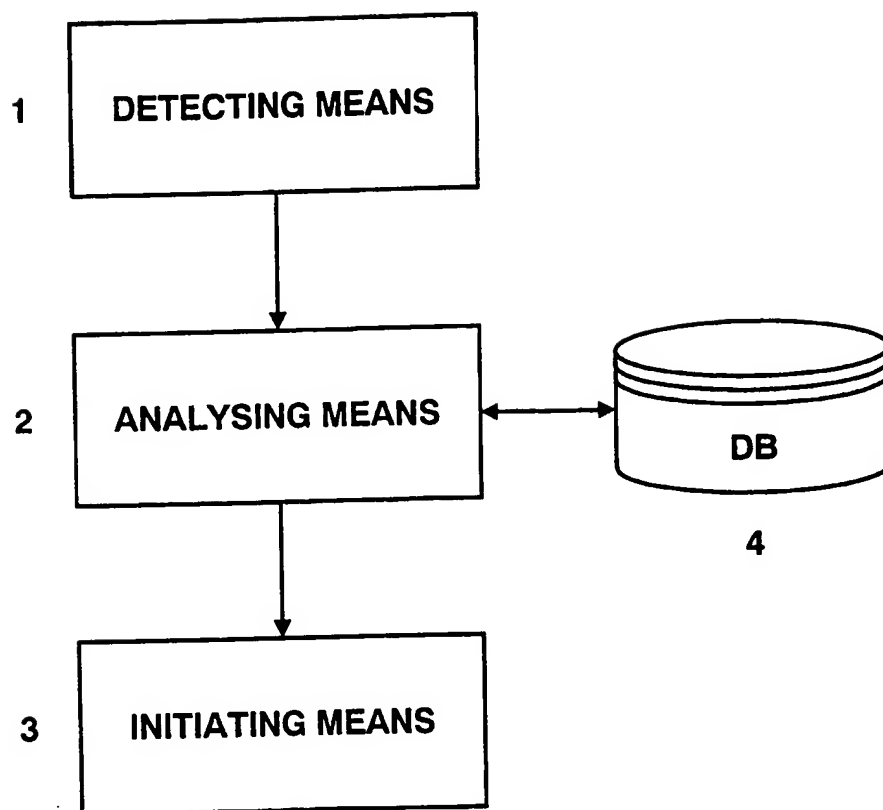 1
DETECTING MEANS
2
ANALYSING MEANS
DB
4
3
INITIATING MEANS